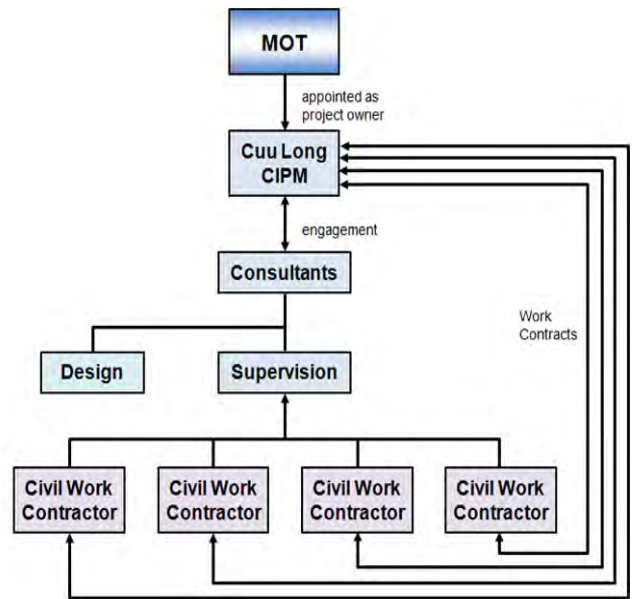 MOT
appointed as
project owner
Cuu Long
CIPM
engagement
Consultants
Work
Contracts
Design
Supervision
Civil Work
Contractor
Civil Work
Contractor
Civil Work
Contractor
Civil Work
Contractor